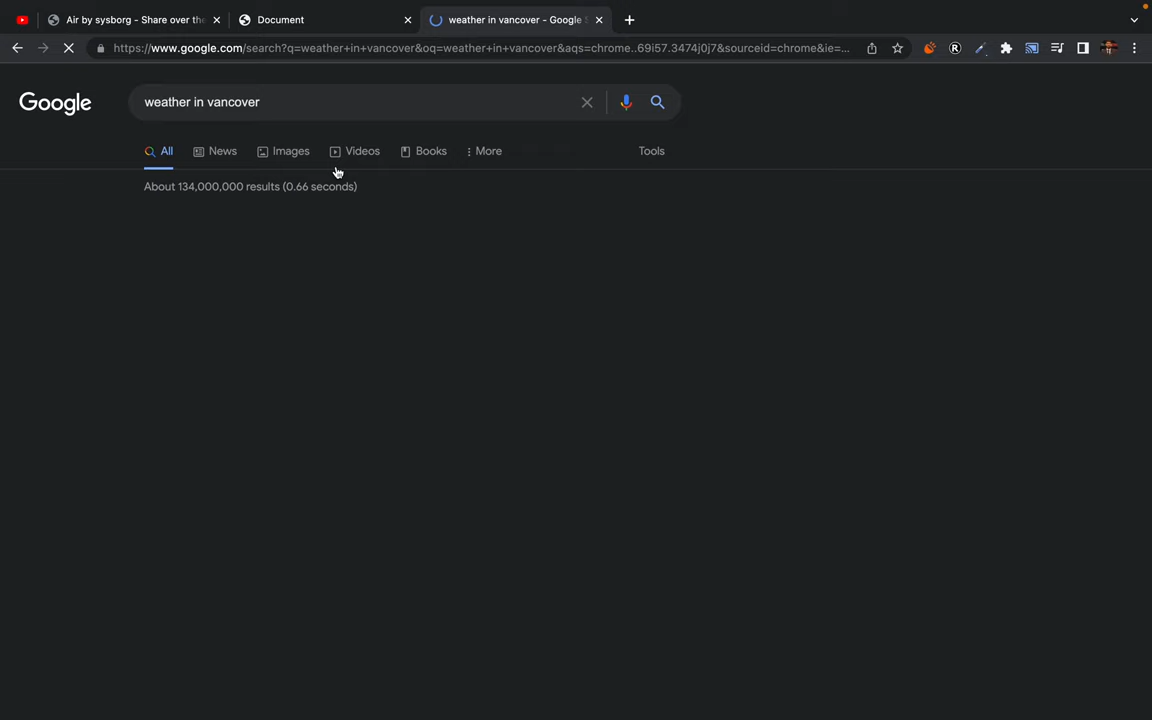 Air by sysborg - Share over the
Document
weather in vancover - Google S
https://www.google.com/search?q=weather+in+vancover&oq=weather+in+vancover&aqs=chrome..69i57.3474j0j7&sourceid=chrome&ie=...
Google
weather in vancover
All
News
Images
Videos
Books
More
Tools
About 134,000,000 results (0.66 seconds)